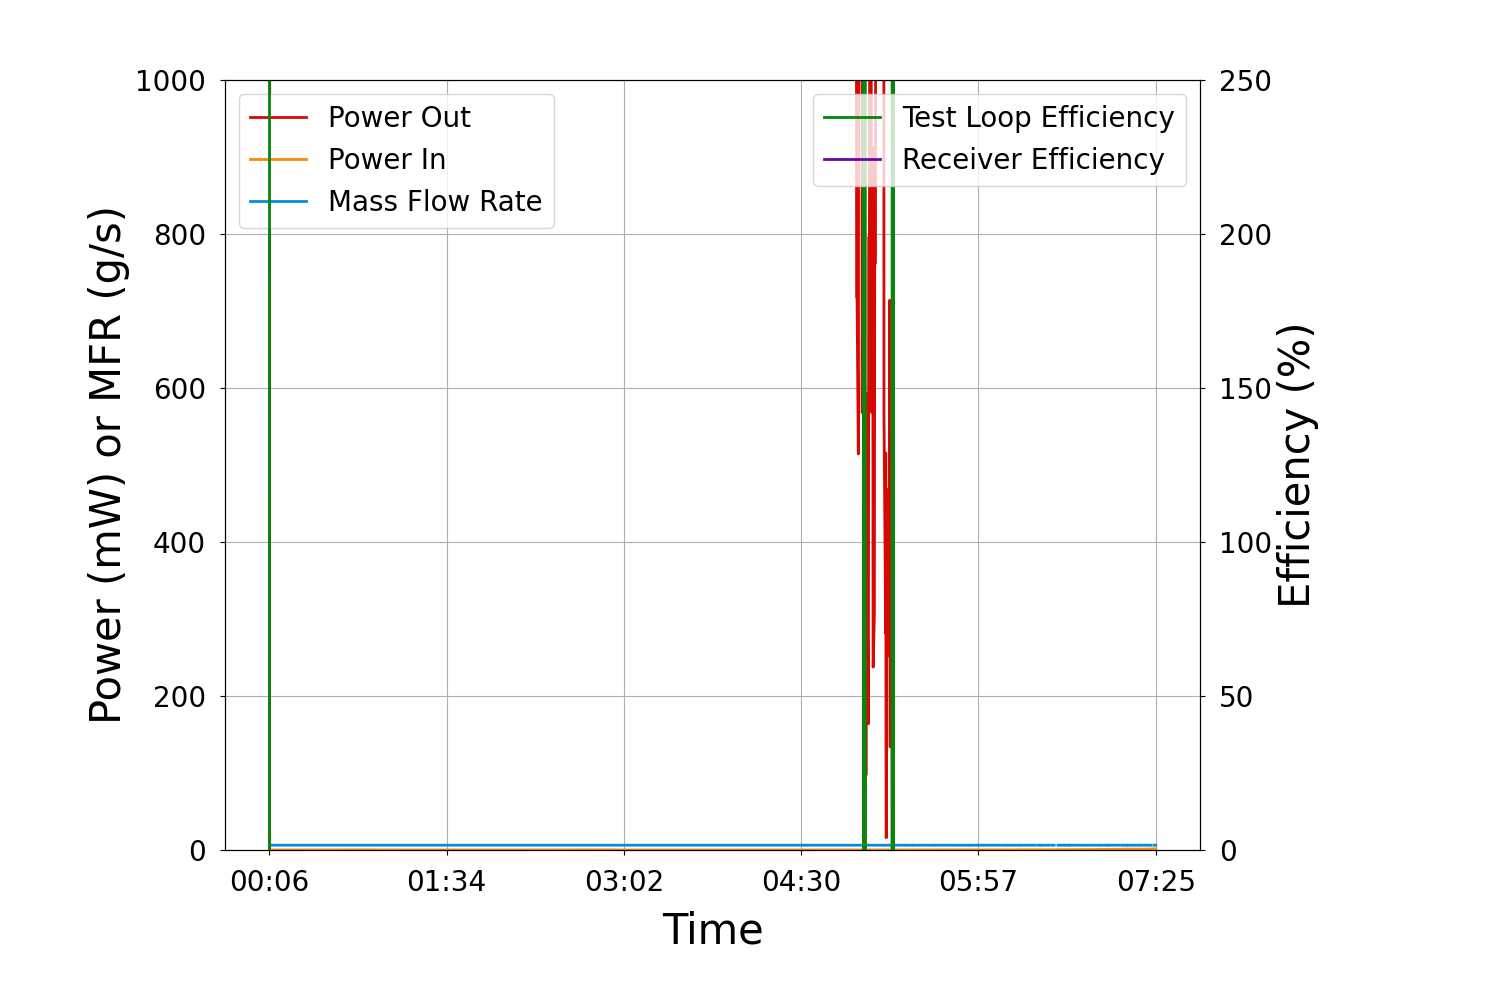 1000
800
600
400
200
0
Power (mW) or MFR (g/s)
Power Out
Power In
Mass Flow Rate
Test Loop Efficiency
Receiver Efficiency
250
200
150
100
50
0
Efficiency (%)
00:06 01:34 03:02 04:30 05:57 07:25
Time